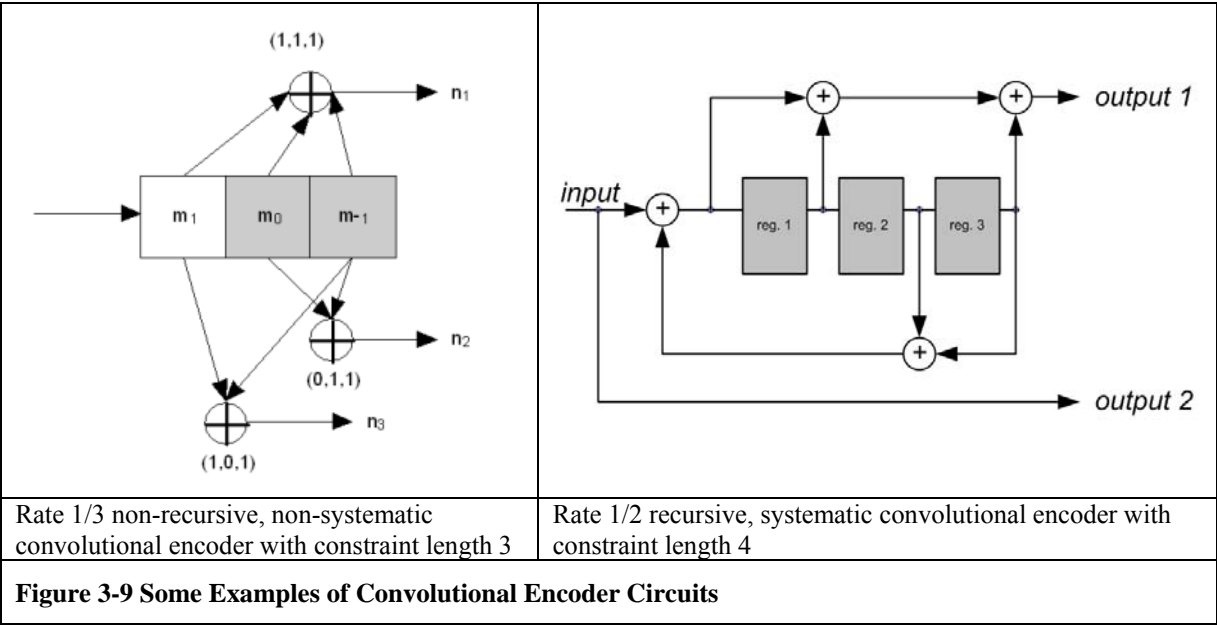 (1,1,1)
n1
m1
m0
m-1
n2
(0,1,1)
n3
(1,0,1)
output 1
input
reg. 1
reg. 2
reg. 3
output 2
Rate 1/3 non-recursive, non-systematic
convolutional encoder with constraint length 3
Rate 1/2 recursive, systematic convolutional encoder with
constraint length 4
Figure 3-9 Some Examples of Convolutional Encoder Circuits